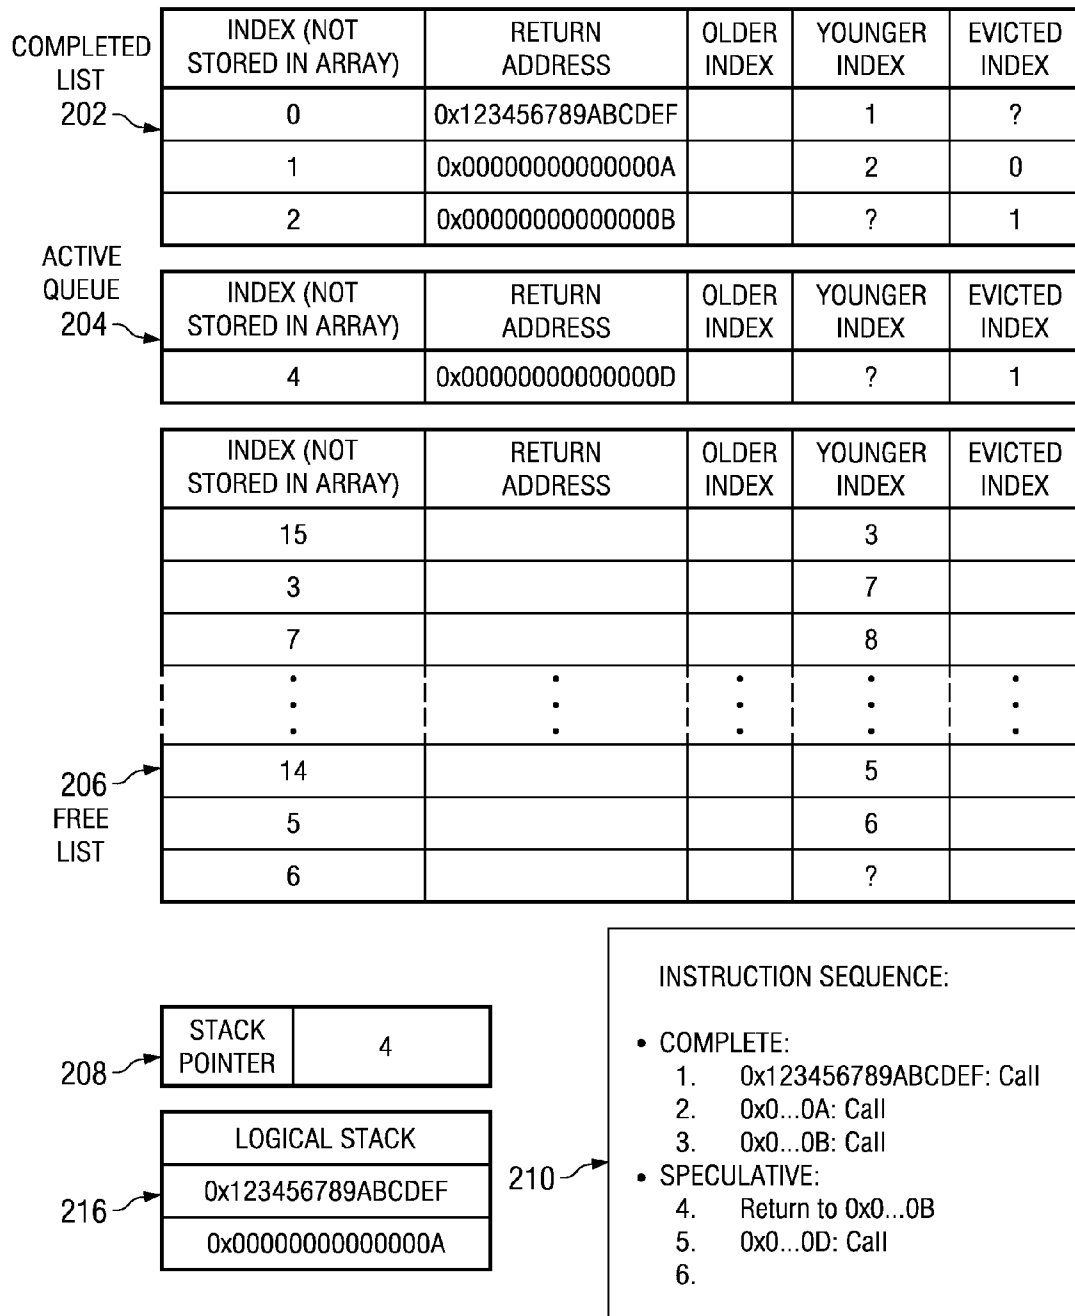 COMPLETED LIST 202
INDEX (NOT STORED IN ARRAY) RETURN ADDRESS OLDER INDEX YOUNGER INDEX EVICTED INDEX
0 0x123456789ABCDEF 1 ?
1 0x00000000000000A 2 0
2 0x00000000000000B ? 1
ACTIVE QUEUE 204
INDEX (NOT STORED IN ARRAY) RETURN ADDRESS OLDER INDEX YOUNGER INDEX EVICTED INDEX
4 0x00000000000000D ? 1
INDEX (NOT STORED IN ARRAY) RETURN ADDRESS OLDER INDEX YOUNGER INDEX EVICTED INDEX
15 3
3 7
7 8
14 5
5 6
6 ?
206 FREE LIST
STACK POINTER 4
208
LOGICAL STACK
0x123456789ABCDEF
0x00000000000000A
216
210
INSTRUCTION SEQUENCE:
• COMPLETE:
1. 0x123456789ABCDEF: Call
2. 0x0...0A: Call
3. 0x0...0B: Call
• SPECULATIVE:
4. Return to 0x0...0B
5. 0x0...0D: Call
6.